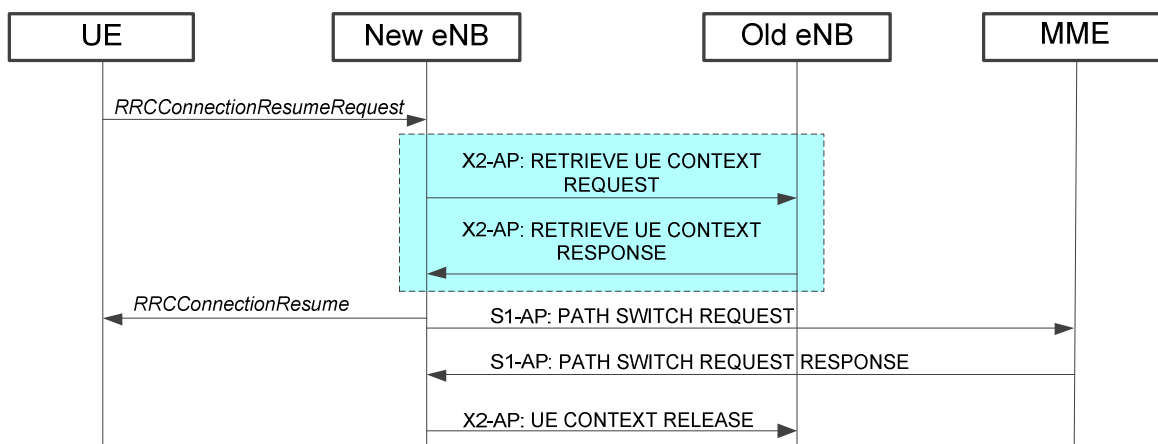 UE
New eNB
Old eNB
MME
RRCConnectionResumeRequest
X2-AP: RETRIEVE UE CONTEXT
REQUEST
X2-AP: RETRIEVE UE CONTEXT
RESPONSE
RRCConnectionResume
S1-AP: PATH SWITCH REQUEST
S1-AP: PATH SWITCH REQUEST RESPONSE
X2-AP: UE CONTEXT RELEASE